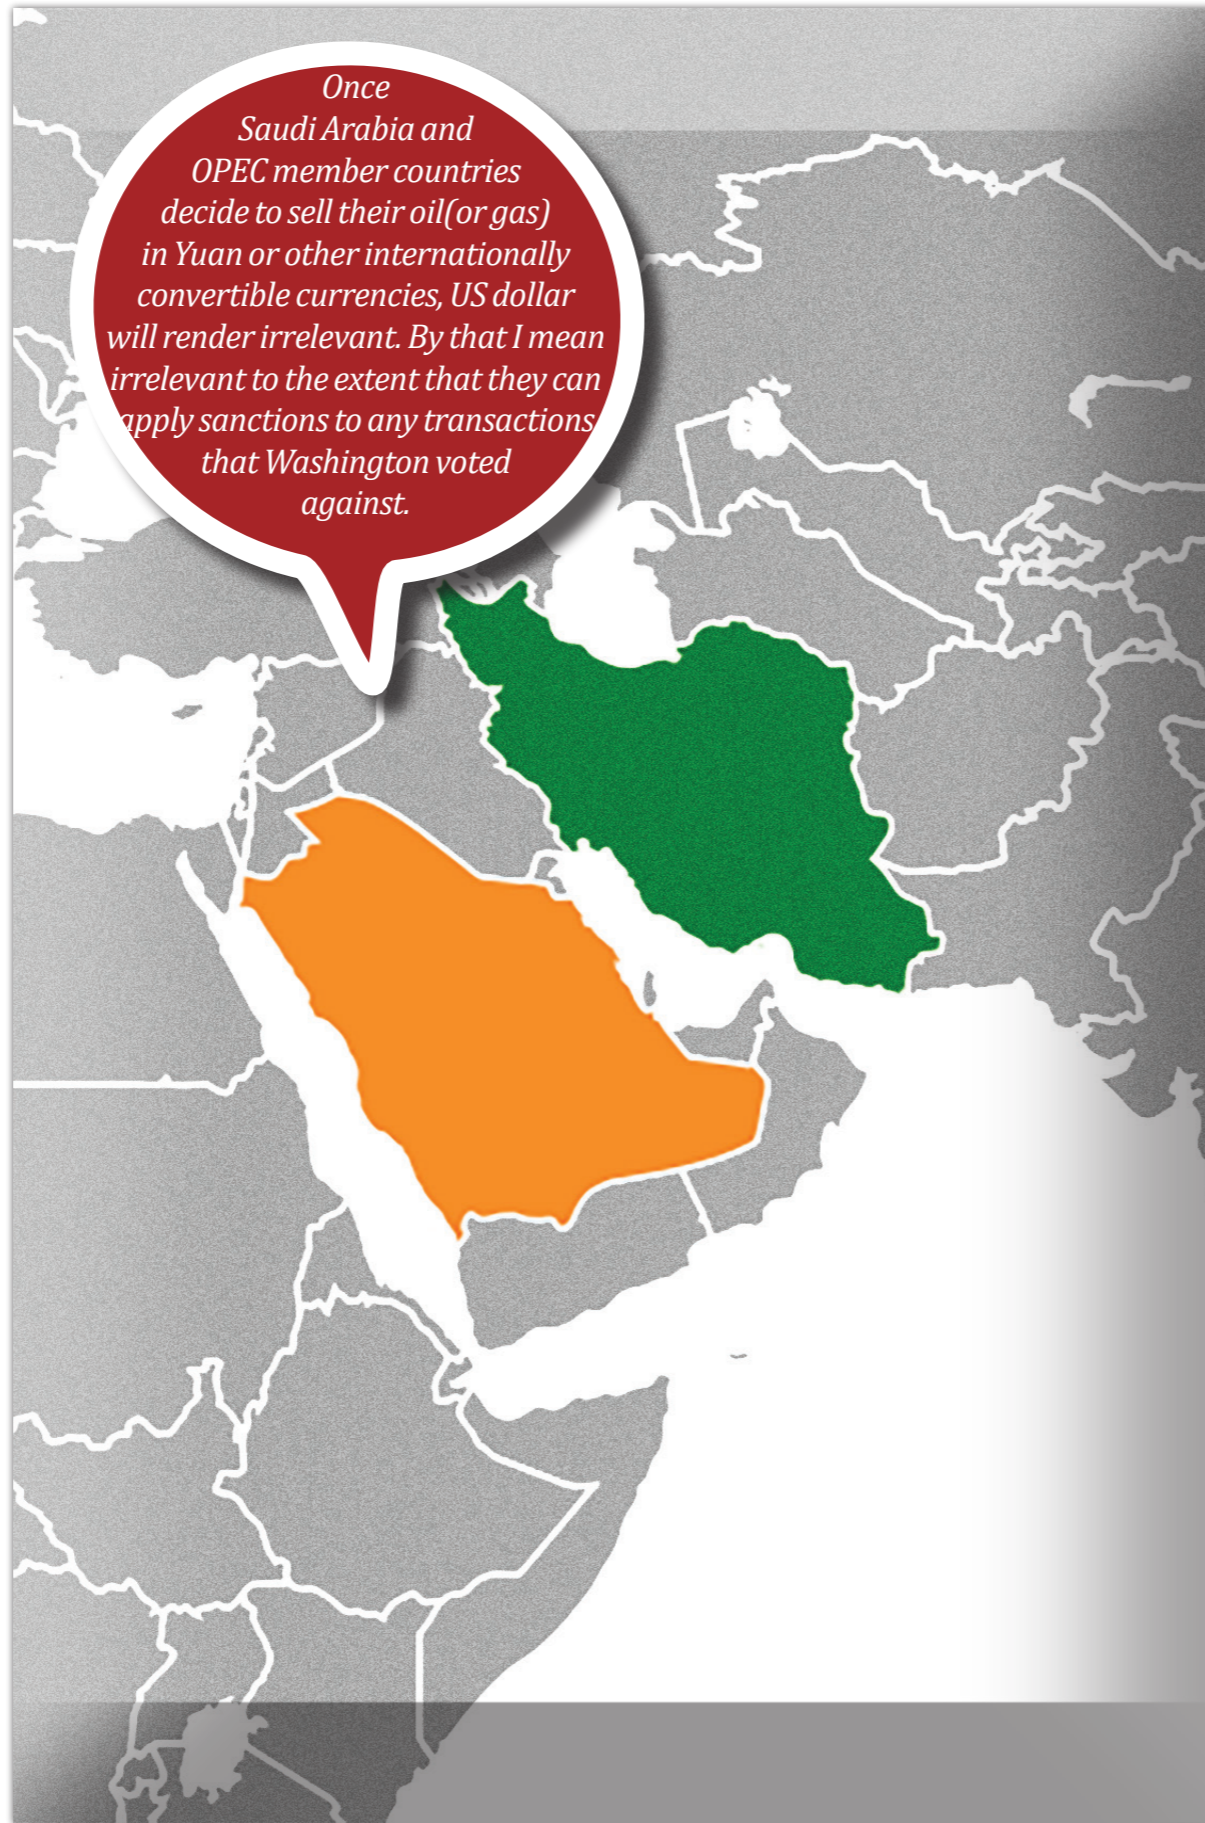 Once
Saudi Arabia and
OPEC member countries
decide to sell their oil(or gas)
in Yuan or other internationally
convertible currencies, US dollar
will render irrelevant. By that I mean
irrelevant to the extent that they can
apply sanctions to any transactions
that Washington voted
against.